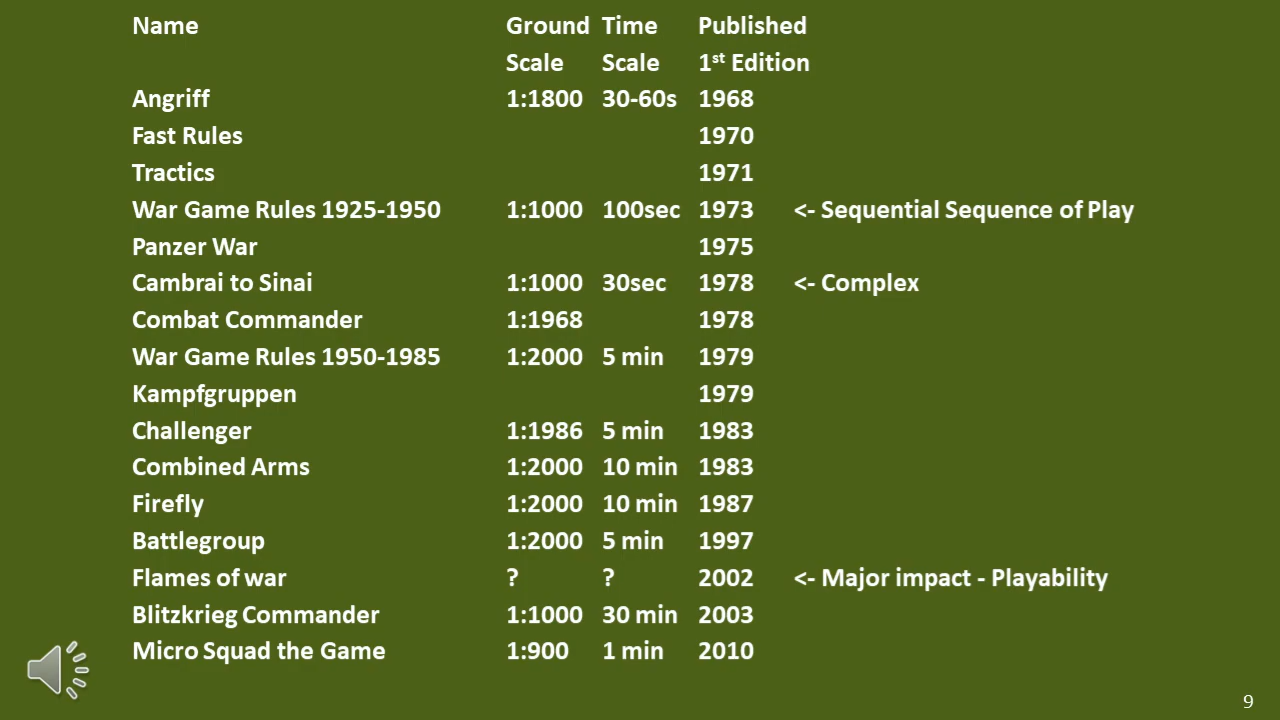 Name Ground Time Published
Scale Scale 1st Edition
Angriff 1:1800 30-60s 1968
Fast Rules 1970
Tractics 1971
War Game Rules 1925-1950 1:1000 100sec 1973 <- Sequential Sequence of Play
Panzer War 1975
Cambrai to Sinai 1:1000 30sec 1978 <- Complex
Combat Commander 1:1968 1978
War Game Rules 1950-1985 1:2000 5 min 1979
Kampfgruppen 1979
Challenger 1:1986 5 min 1983
Combined Arms 1:2000 10 min 1983
Firefly 1:2000 10 min 1987
Battlegroup 1:2000 5 min 1997
Flames of war ? ? 2002 <- Major impact - Playability
Blitzkrieg Commander 1:1000 30 min 2003
Micro Squad the Game 1:900 1 min 2010
9